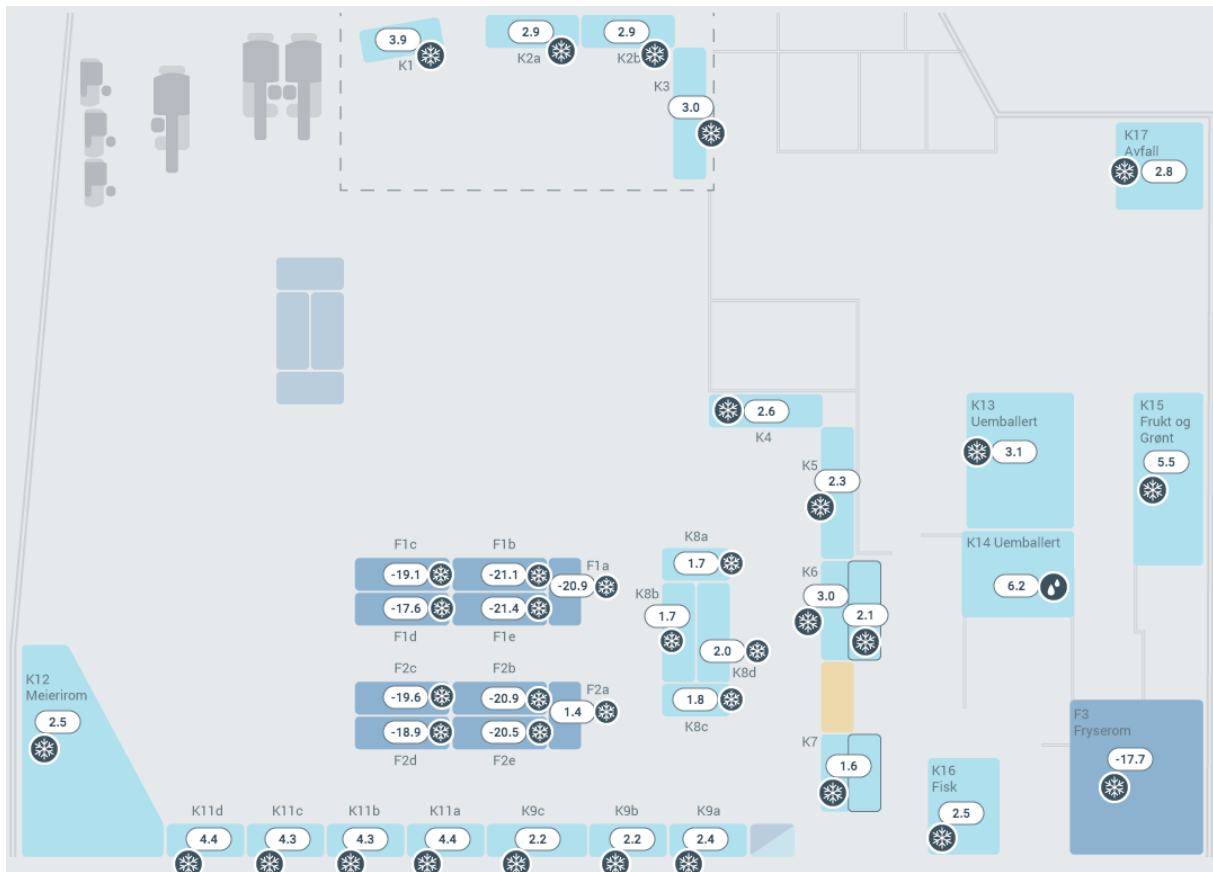 3.9
K1
2.9
K2a
2.9
K2b
K3
3.0
K17
Avfall
2.8
2.6
K4
K5
2.3
K13
Uemballert
3.1
K15
Frukt og
Grønt
5.5
K14 Uemballert
6.2
F1c
F1b
F1a
-19.1
-21.1
-20.9
-17.6
-21.4
F1d
F1e
K8a
1.7
K8b
1.7
2.0
K8d
1.8
K8c
K6
3.0
2.1
F2c
F2b
F2a
-19.6
-20.9
1.4
-18.9
-20.5
F2d
F2e
K12
Meierirom
2.5
K7
1.6
F3
Fryserom
-17.7
K16
Fisk
2.5
K11d
K11c
K11b
K11a
K9c
K9b
K9a
4.4
4.3
4.3
4.4
2.2
2.2
2.4